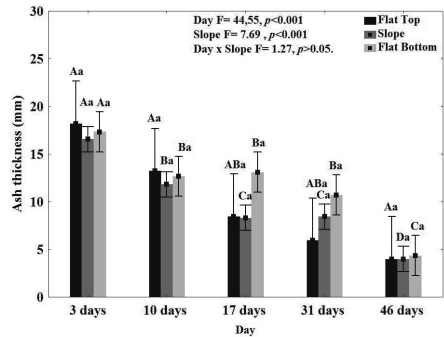 Day F= 44,55, p<0.001
Slope F= 7.69 , p<0.001
Day x Slope F= 1.27, p>0.05.
Flat Top
Slope
Flat Bottom
Ash thickness (mm)
30
25
20
15
10
5
0
Aa
Aa Aa
Aa
Ba Ba
ABa
Ca
Ba
ABa
Ca
Ba
Aa
Da
Ca
3 days 10 days 17 days 31 days 46 days
Day